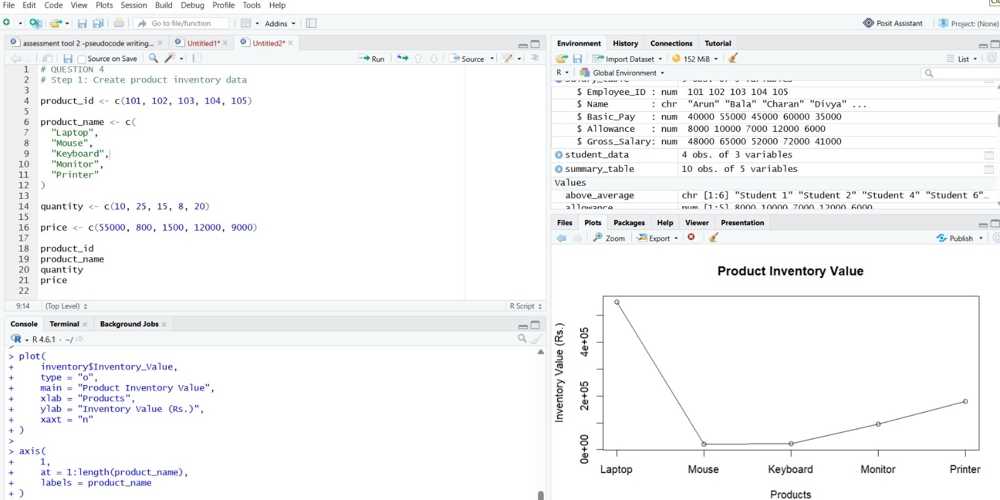 File Edit Code View Plots Session Build Debug Profile Tools Help
Go to file/function Addins Posit Assistant Project: (None)
assessment tool 2 -pseudocode writing... Untitled1* Untitled2*
Source on Save Run Source
1 # QUESTION 4
2 # Step 1: Create product inventory data
3
4 product_id <- c(101, 102, 103, 104, 105)
5
6 product_name <- c(
7 "Laptop",
8 "Mouse",
9 "Keyboard",
10 "Monitor",
11 "Printer"
12 )
13
14 quantity <- c(10, 25, 15, 8, 20)
15
16 price <- c(55000, 800, 1500, 12000, 9000)
17
18 product_id
19 product_name
20 quantity
21 price
22
9:14 (Top Level) R Script
Console Terminal Background Jobs
R 4.6.1 · ~/
>
> plot(
+ inventory$Inventory_Value,
+ type = "o",
+ main = "Product Inventory Value",
+ xlab = "Products",
+ ylab = "Inventory Value (Rs.)",
+ xaxt = "n"
+ )
>
> axis(
+ 1,
+ at = 1:length(product_name),
+ labels = product_name
+ )
Environment History Connections Tutorial
Import Dataset 152 MiB List
R Global Environment
$ Employee_ID : num 101 102 103 104 105
$ Name : chr "Arun" "Bala" "Charan" "Divya" ...
$ Basic_Pay : num 40000 55000 45000 60000 35000
$ Allowance : num 8000 10000 7000 12000 6000
$ Gross_Salary: num 48000 65000 52000 72000 41000
student_data 4 obs. of 3 variables
summary_table 10 obs. of 5 variables
Values
above_average chr [1:6] "Student 1" "Student 2" "Student 4" "Student 6"...
allowance num [1:5] 8000 10000 7000 12000 6000
Files Plots Packages Help Viewer Presentation
Zoom Export Publish
Product Inventory Value
Inventory Value (Rs.)
4e+05
2e+05
0e+00
Laptop Mouse Keyboard Monitor Printer
Products